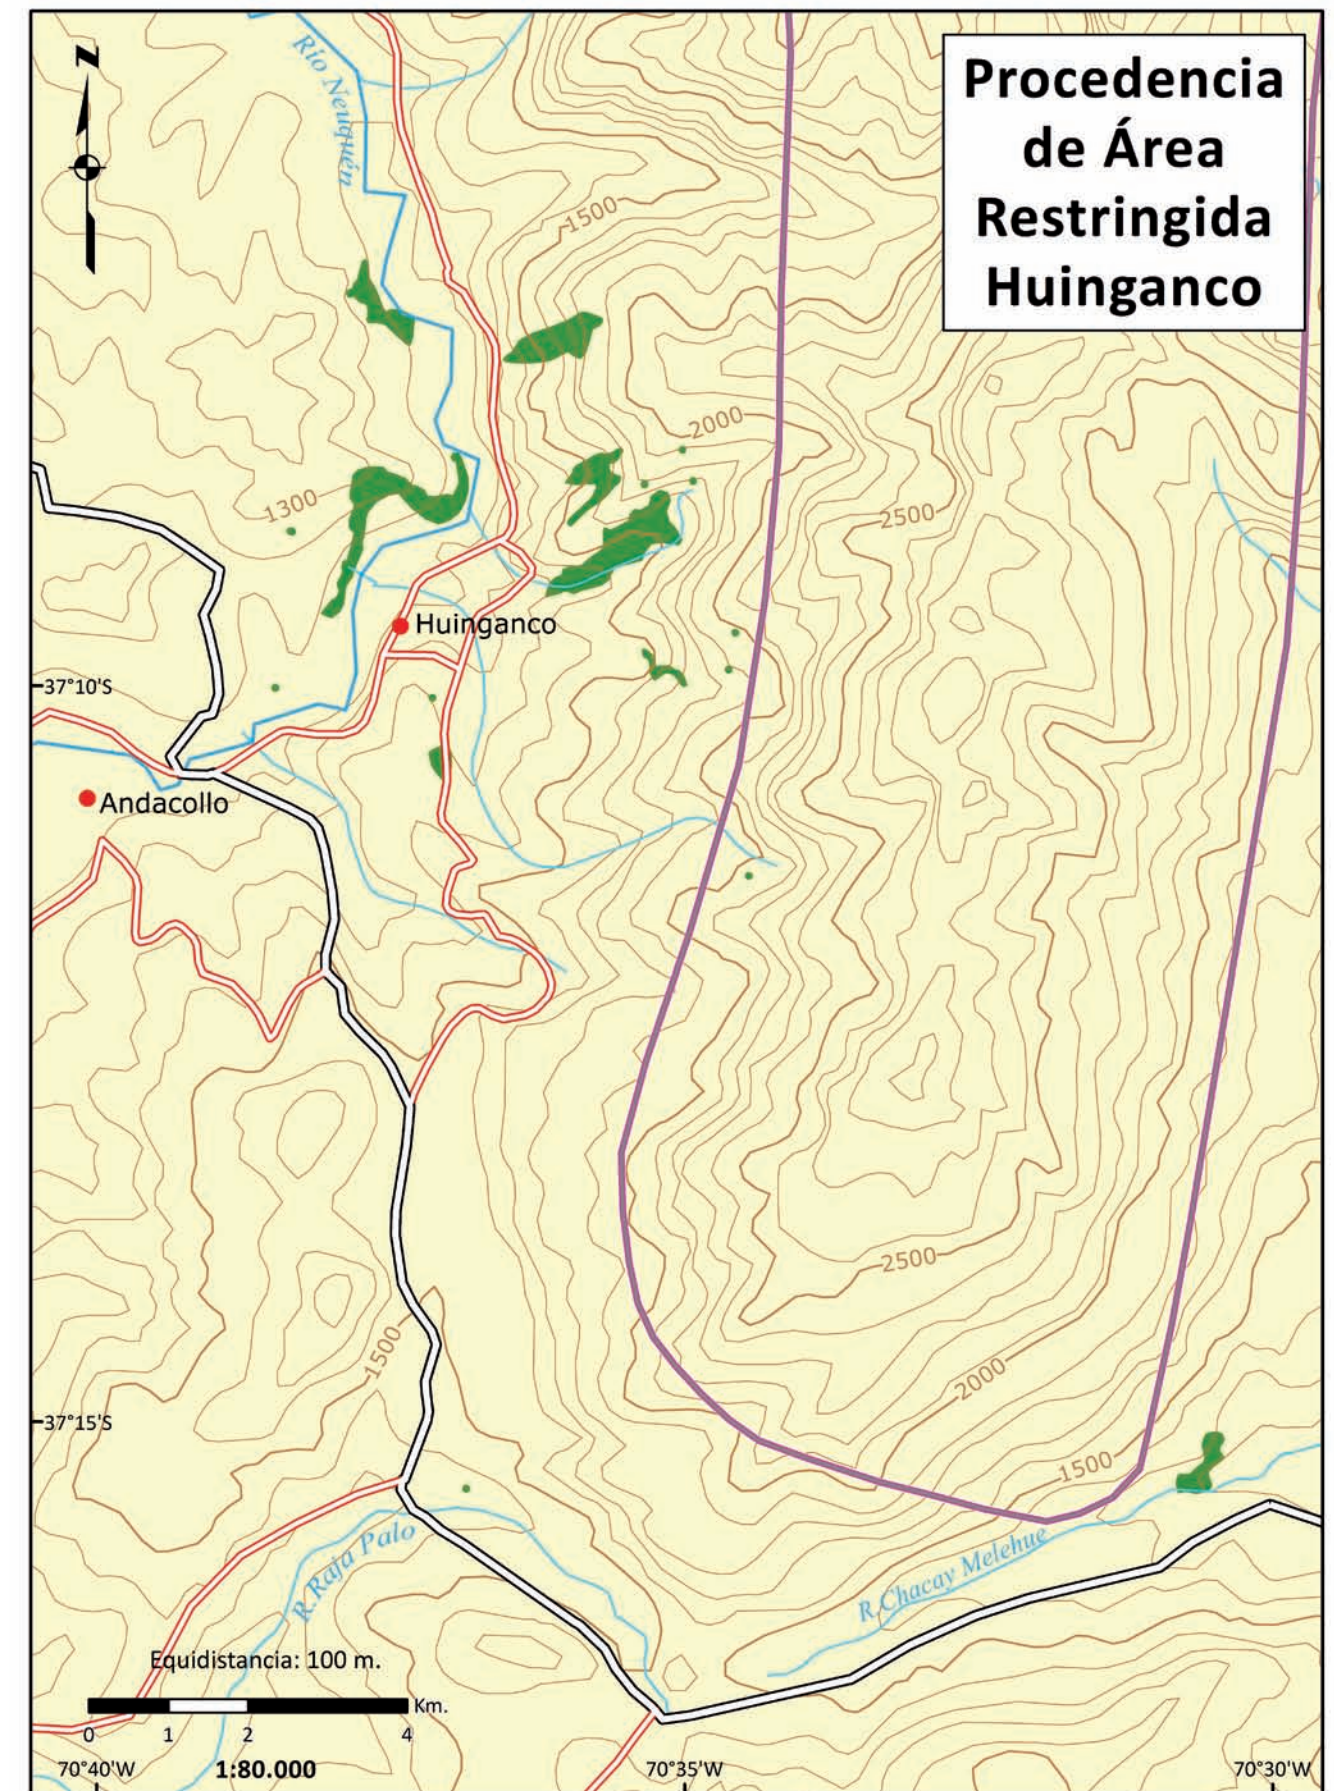 Procedencia
de Área
Restringida
Huinganco
N
Río Neuquén
1500
2000
1300
2500
Huinganco
37°10'S
Andacollo
2500
1500
2000
37°15'S
1500
R.Raja Palo
R.Chacay Melehue
Equidistancia: 100 m.
Km.
0 1 2 4
70°40'W 1:80.000 70°35'W 70°30'W